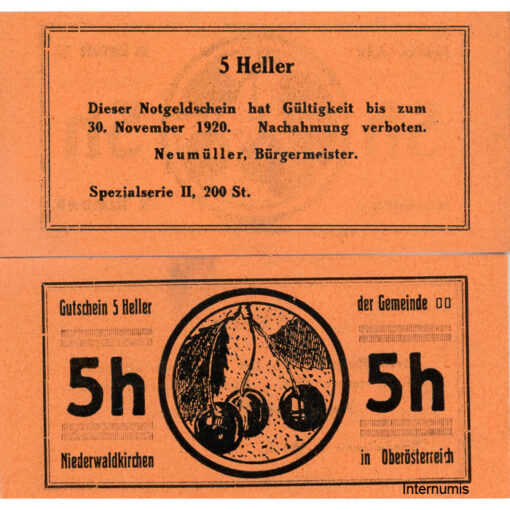 5 Heller
Dieser Notgeldschein hat Gültigkeit bis zum
30. November 1920. Nachahmung verboten.
Neumüller, Bürgermeister.
Spezialserie II, 200 St.
Gutschein 5 Heller
der Gemeinde
5h
5h
Niederwaldkirchen
in Oberösterreich
Internumis